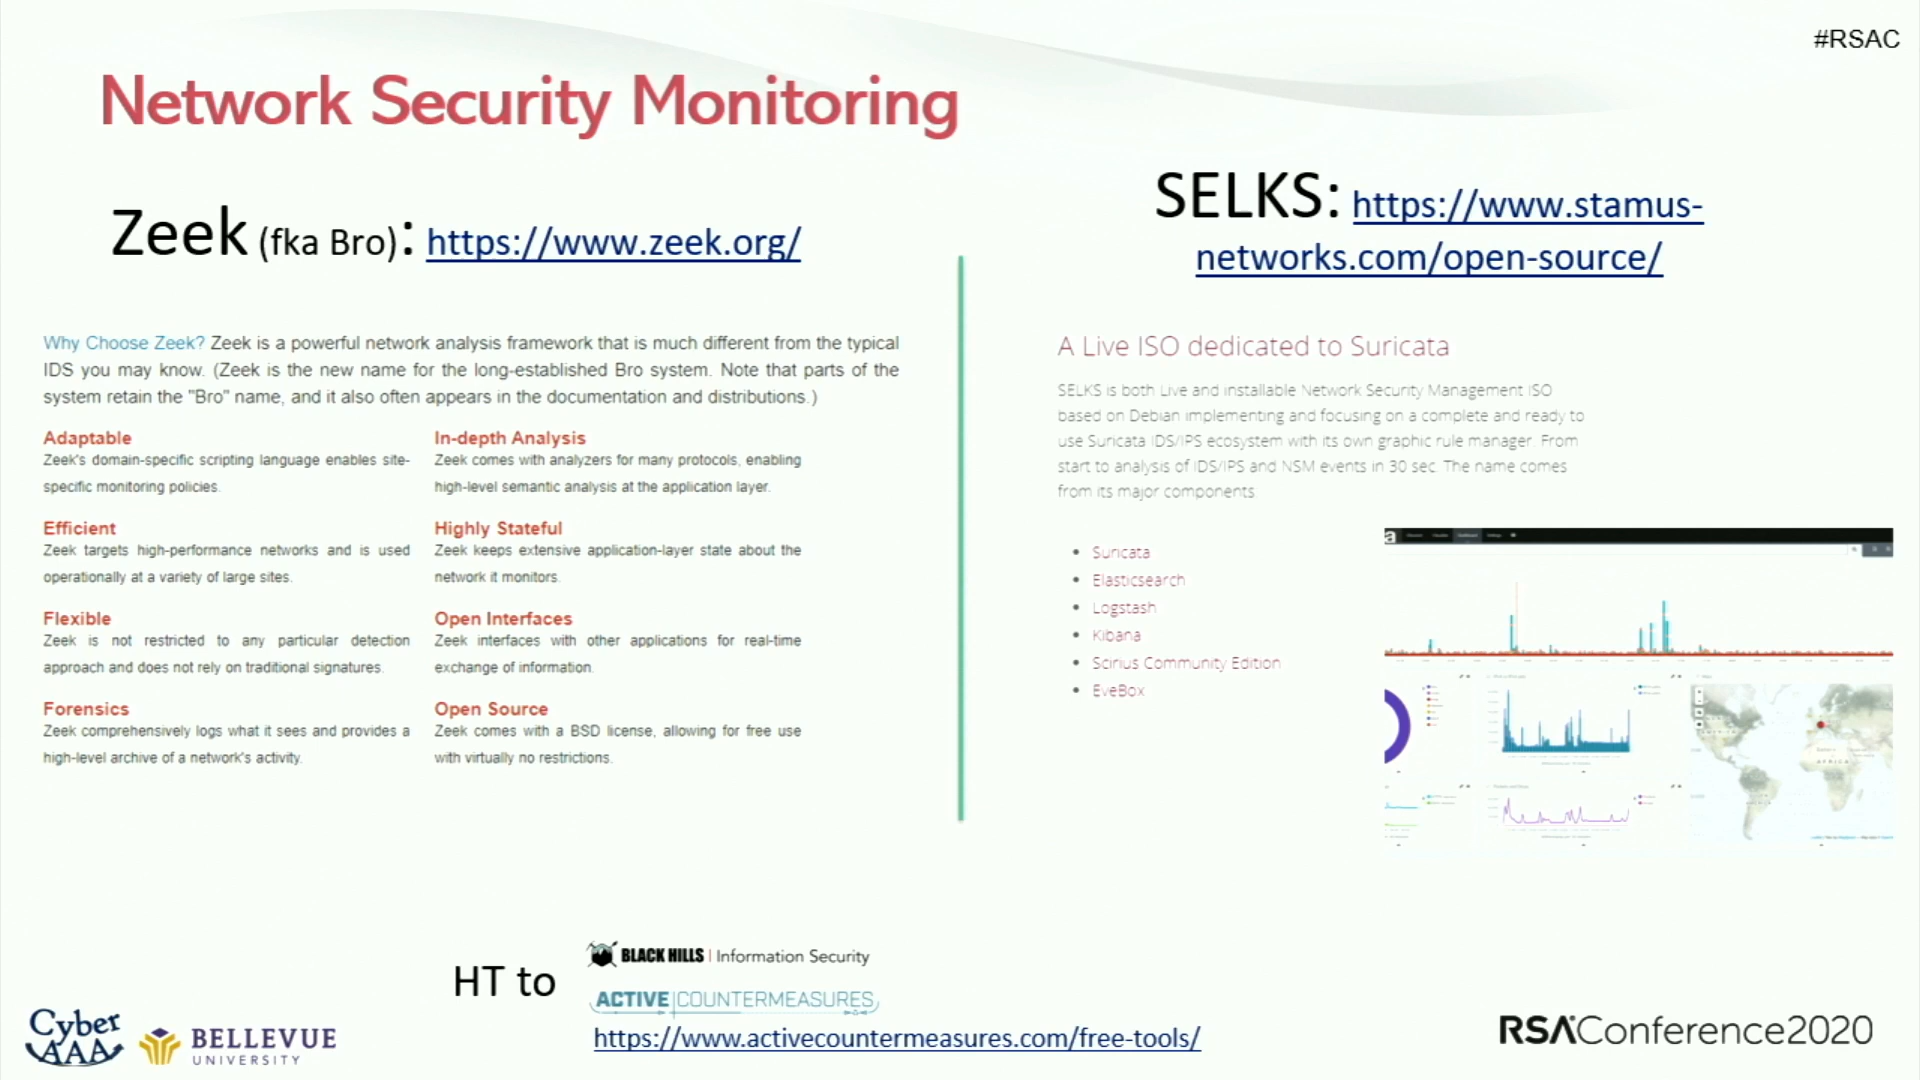 #RSAC
Network Security Monitoring
Zeek (fka Bro): https://www.zeek.org/
Why Choose Zeek? Zeek is a powerful network analysis framework that is much different from the typical
IDS you may know. (Zeek is the new name for the long-established Bro system. Note that parts of the
system retain the "Bro" name, and it also often appears in the documentation and distributions.)
Adaptable
Zeek's domain-specific scripting language enables site-
specific monitoring policies.
Efficient
Zeek targets high-performance networks and is used
operationally at a variety of large sites.
Flexible
Zeek is not restricted to any particular detection
approach and does not rely on traditional signatures.
Forensics
Zeek comprehensively logs what it sees and provides a
high-level archive of a network's activity.
In-depth Analysis
Zeek comes with analyzers for many protocols, enabling
high-level semantic analysis at the application layer.
Highly Stateful
Zeek keeps extensive application-layer state about the
network it monitors.
Open Interfaces
Zeek interfaces with other applications for real-time
exchange of information.
Open Source
Zeek comes with a BSD license, allowing for free use
with virtually no restrictions.
SELKS: https://www.stamus-
networks.com/open-source/
A Live ISO dedicated to Suricata
SELKS is both Live and installable Network Security Management ISO
based on Debian implementing and focusing on a complete and ready to
use Suricata IDS/IPS ecosystem with its own graphic rule manager. From
start to analysis of IDS/IPS and NSM events in 30 sec. The name comes
from its major components
Suricata
Elasticsearch
Logstash
Kibana
Scirius Community Edition
EveBox
AFRICA
HT to
BLACK HILLS | Information Security
ACTIVE COUNTERMEASURES
https://www.activecountermeasures.com/free-tools/
Cyber
AAA
BELLEVUE
UNIVERSITY
RSAConference2020